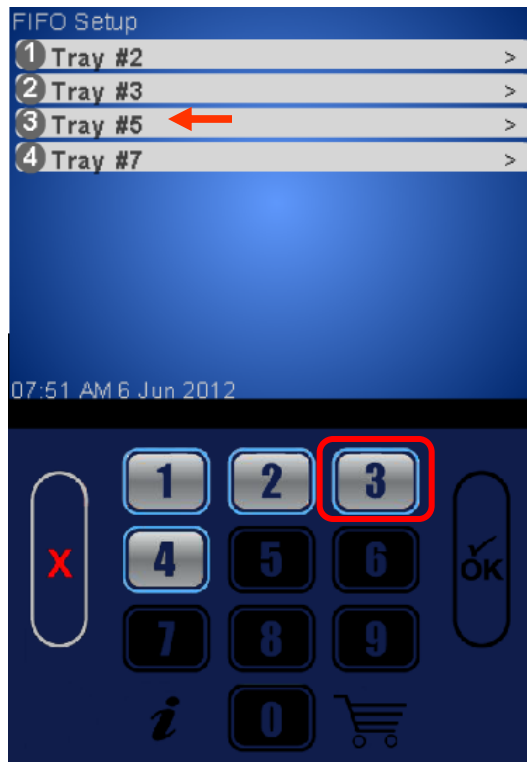 FIFO Setup
1 Tray #2 >
2 Tray #3 >
3 Tray #5 >
4 Tray #7 >
07:51 AM 6 Jun 2012
1 2 3
X 4 5 6 OK
7 8 9
i 0